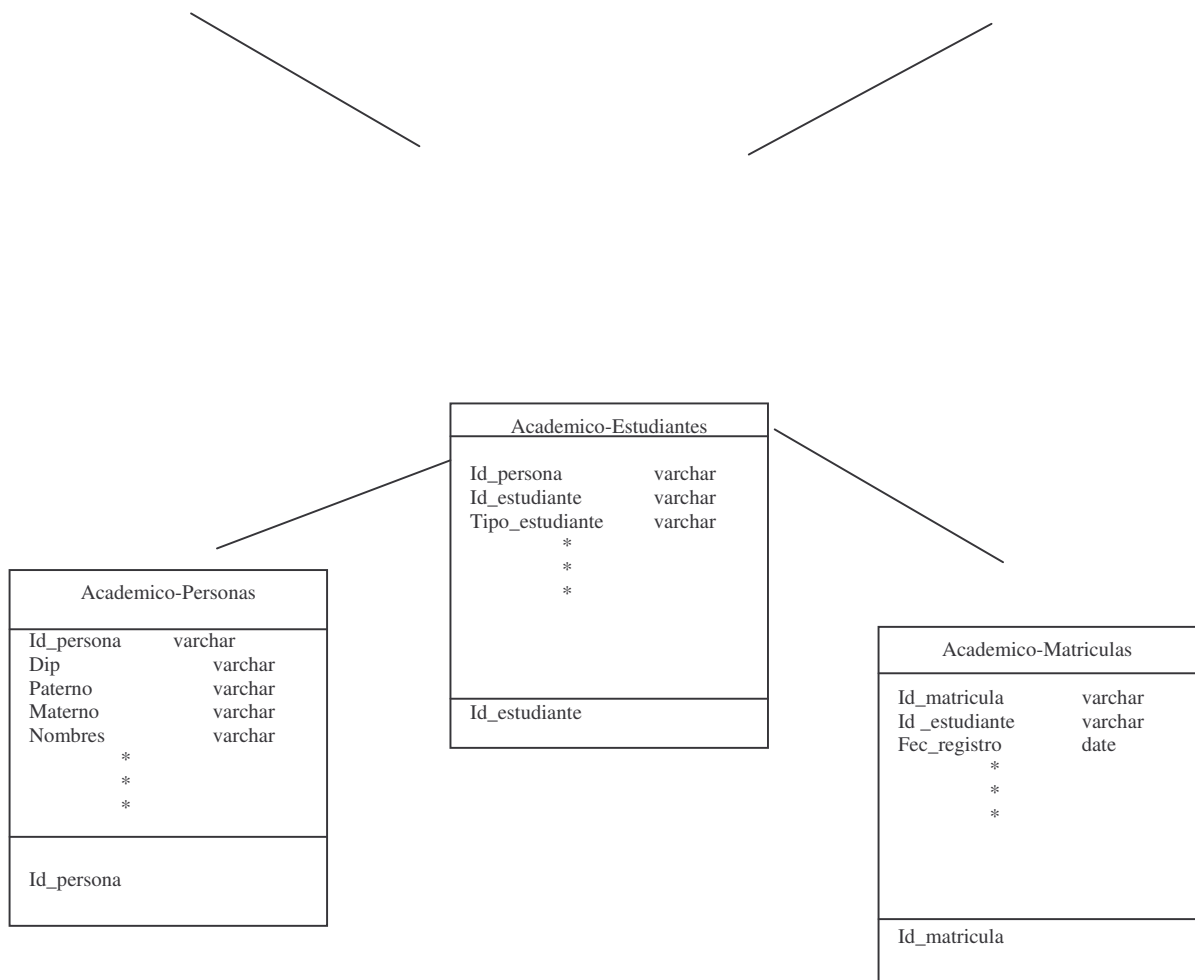 Academico-Estudiantes
Id_persona varchar
Id_estudiante varchar
Tipo_estudiante varchar
*
*
*
Id_estudiante
Academico-Personas
Id_persona varchar
Dip varchar
Paterno varchar
Materno varchar
Nombres varchar
*
*
*
Id_persona
Academico-Matriculas
Id_matricula varchar
Id _estudiante varchar
Fec_registro date
*
*
*
Id_matricula